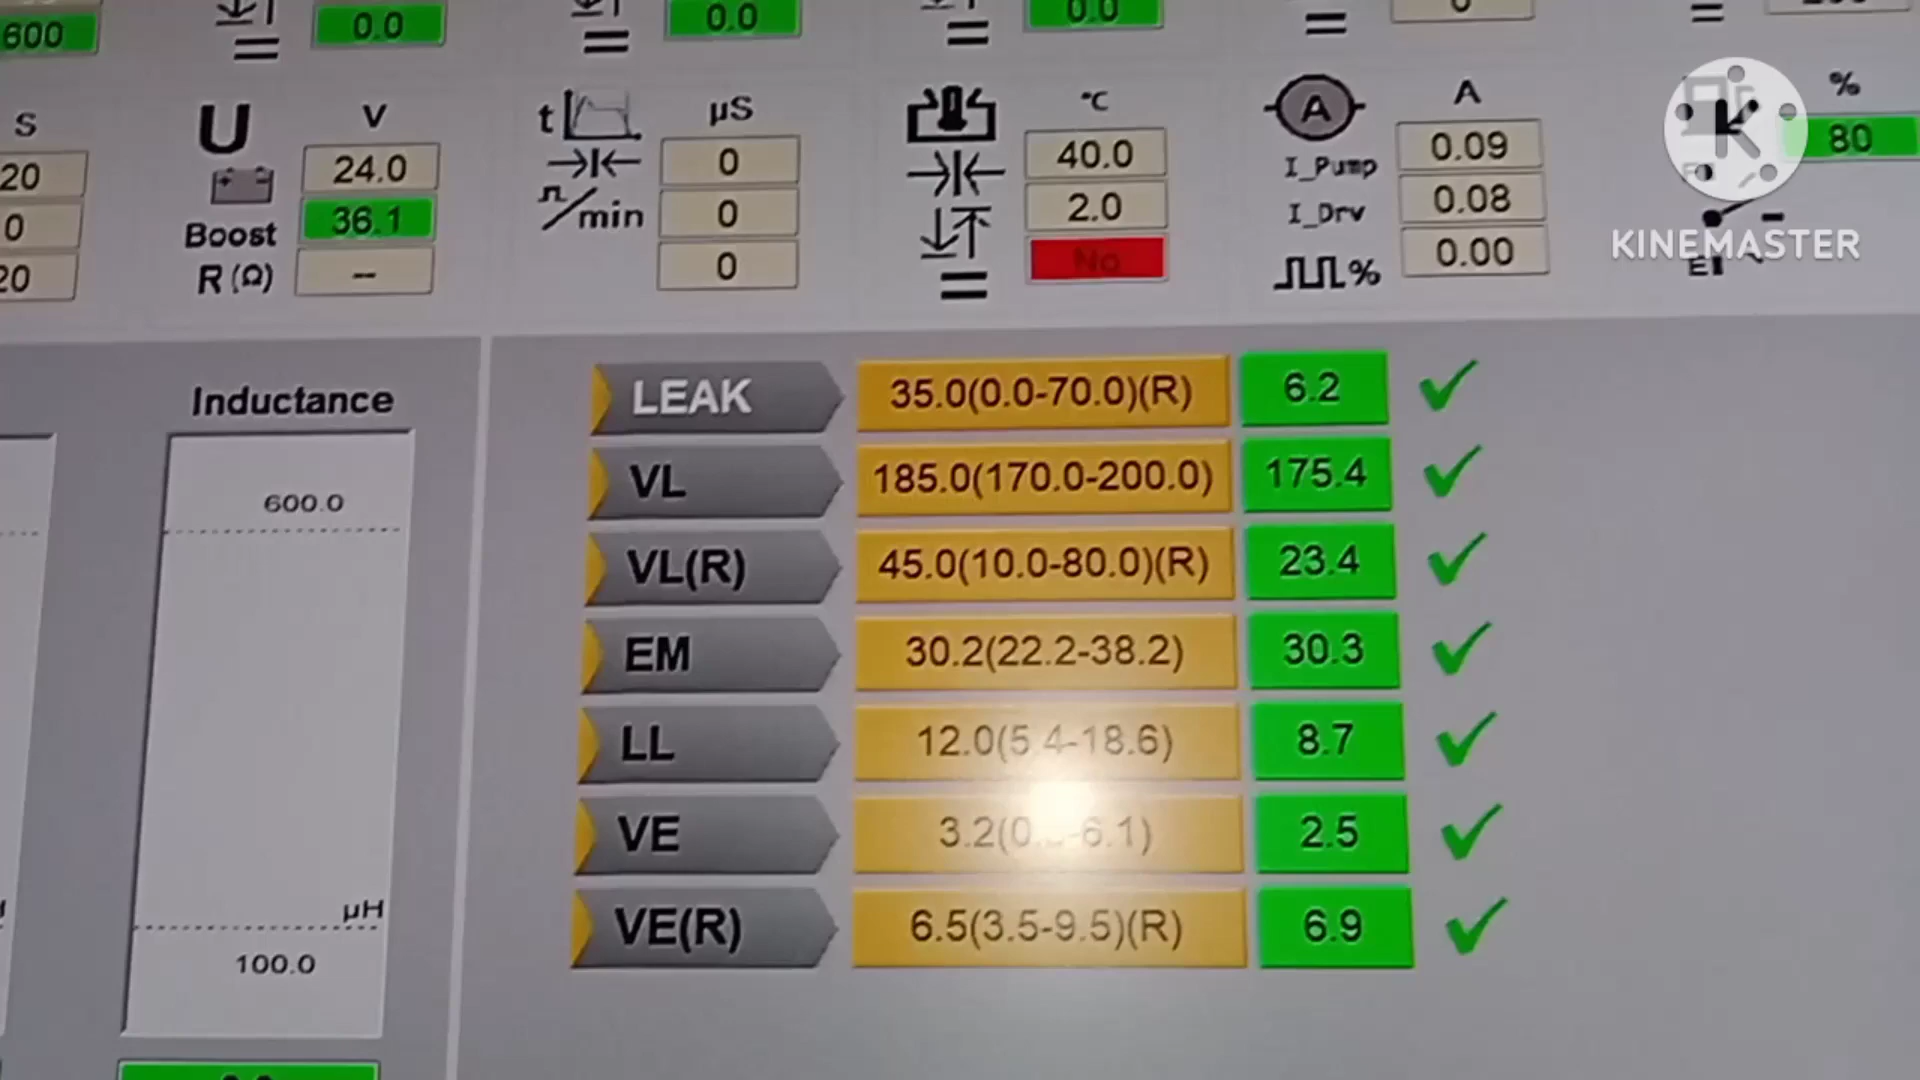 600
0.0
0.0
0.0
S
20
0
20
U
V
24.0
Boost
36.1
R(Ω)
--
t
µS
0
/min
0
0
℃
40.0
2.0
No
A
A
I_Pump
0.09
I_Drv
0.08
%
0.00
%
80
K
KINEMASTER
Inductance
600.0
µH
100.0
LEAK 35.0(0.0-70.0)(R) 6.2
VL 185.0(170.0-200.0) 175.4
VL(R) 45.0(10.0-80.0)(R) 23.4
EM 30.2(22.2-38.2) 30.3
LL 12.0(5.4-18.6) 8.7
VE 2.5
VE(R) 6.5(3.5-9.5)(R) 6.9